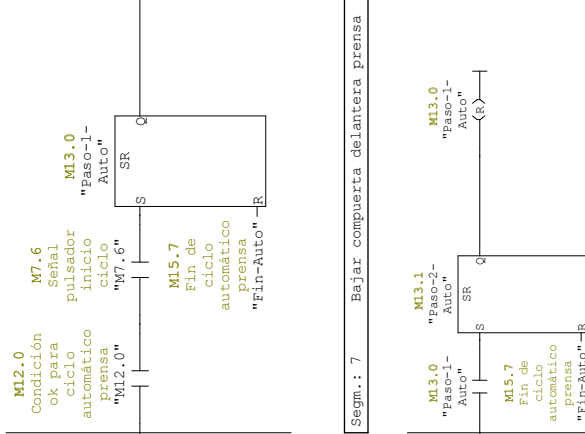 M12.0
Condición
ok para
ciclo
automático
prensa
"M12.0"
M7.6
Señal
pulsador
inicio
ciclo
"M7.6"
M13.0
"Paso-1-
Auto"
SR
S
Q
M15.7
Fin de
ciclo
automático
prensa
"Fin-Auto"
R
Segm.: 7 Bajar compuerta delantera prensa
M13.0
"Paso-1-
Auto"
M13.1
"Paso-2-
Auto"
SR
S
Q
M13.0
"Paso-1-
Auto"
R
M15.7
Fin de
ciclo
automático
prensa
"Fin-Auto"
R